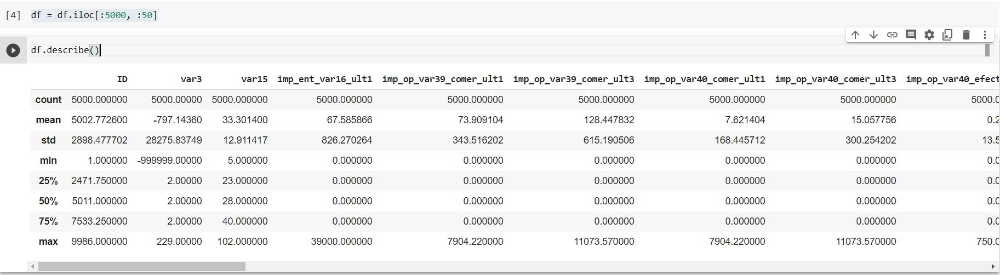 [4] df = df.iloc[:5000, :50]
df.describe()
ID var3 var15 imp_ent_var16_ult1 imp_op_var39_comer_ult1 imp_op_var39_comer_ult3 imp_op_var40_comer_ult1 imp_op_var40_comer_ult3 imp_op_var40_efect
count 5000.000000 5000.00000 5000.000000 5000.000000 5000.000000 5000.000000 5000.000000 5000.000000 5000.0
mean 5002.772600 -797.14360 33.301400 67.585866 73.909104 128.447832 7.621404 15.057756 0.2
std 2898.477702 28275.83749 12.911417 826.270264 343.516202 615.190506 168.445712 300.254202 13.5
min 1.000000 -999999.00000 5.000000 0.000000 0.000000 0.000000 0.000000 0.000000 0.0
25% 2471.750000 2.00000 23.000000 0.000000 0.000000 0.000000 0.000000 0.000000 0.0
50% 5011.000000 2.00000 28.000000 0.000000 0.000000 0.000000 0.000000 0.000000 0.0
75% 7533.250000 2.00000 40.000000 0.000000 0.000000 0.000000 0.000000 0.000000 0.0
max 9986.000000 229.00000 102.000000 39000.000000 7904.220000 11073.570000 7904.220000 11073.570000 750.0